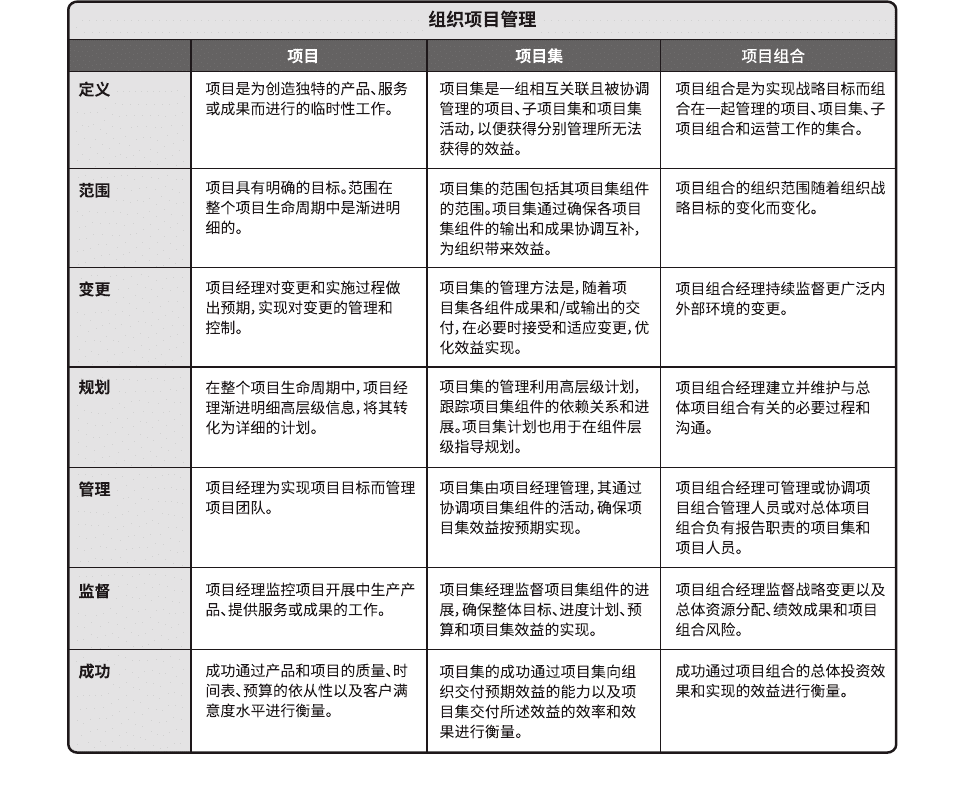 组织项目管理
项目
项目集
项目组合
定义
项目是为创造独特的产品、服务
或成果而进行的临时性工作。
项目集是一组相互关联且被协调
管理的项目、子项目集和项目集
活动,以便获得分别管理所无法
获得的效益。
项目组合是为实现战略目标而组
合在一起管理的项目、项目集、子
项目组合和运营工作的集合。
范围
项目具有明确的目标。范围在
整个项目生命周期中是渐进明
细的。
项目集的范围包括其项目集组件
的范围。项目集通过确保各项目
集组件的输出和成果协调互补,
为组织带来效益。
项目组合的组织范围随着组织战
略目标的变化而变化。
变更
项目经理对变更和实施过程做
出预期,实现对变更的管理和
控制。
项目集的管理方法是,随着项
目集各组件成果和/或输出的交
付,在必要时接受和适应变更,优
化效益实现。
项目组合经理持续监督更广泛内
外部环境的变更。
规划
在整个项目生命周期中,项目经
理渐进明细高层级信息,将其转
化为详细的计划。
项目集的管理利用高层级计划,
跟踪项目集组件的依赖关系和进
展。项目集计划也用于在组件层
级指导规划。
项目组合经理建立并维护与总
体项目组合有关的必要过程和
沟通。
管理
项目经理为实现项目目标而管理
项目团队。
项目集由项目经理管理,其通过
协调项目集组件的活动,确保项
目集效益按预期实现。
项目组合经理可管理或协调项
目组合管理人员或对总体项目
组合负有报告职责的项目集和
项目人员。
监督
项目经理监控项目开展中生产产
品、提供服务或成果的工作。
项目集经理监督项目集组件的进
展,确保整体目标、进度计划、预
算和项目集效益的实现。
项目组合经理监督战略变更以及
总体资源分配、绩效成果和项目
组合风险。
成功
成功通过产品和项目的质量、时
间表、预算的依从性以及客户满
意度水平进行衡量。
项目集的成功通过项目集向组
织交付预期效益的能力以及项
目集交付所述效益的效率和效
果进行衡量。
成功通过项目组合的总体投资效
果和实现的效益进行衡量。